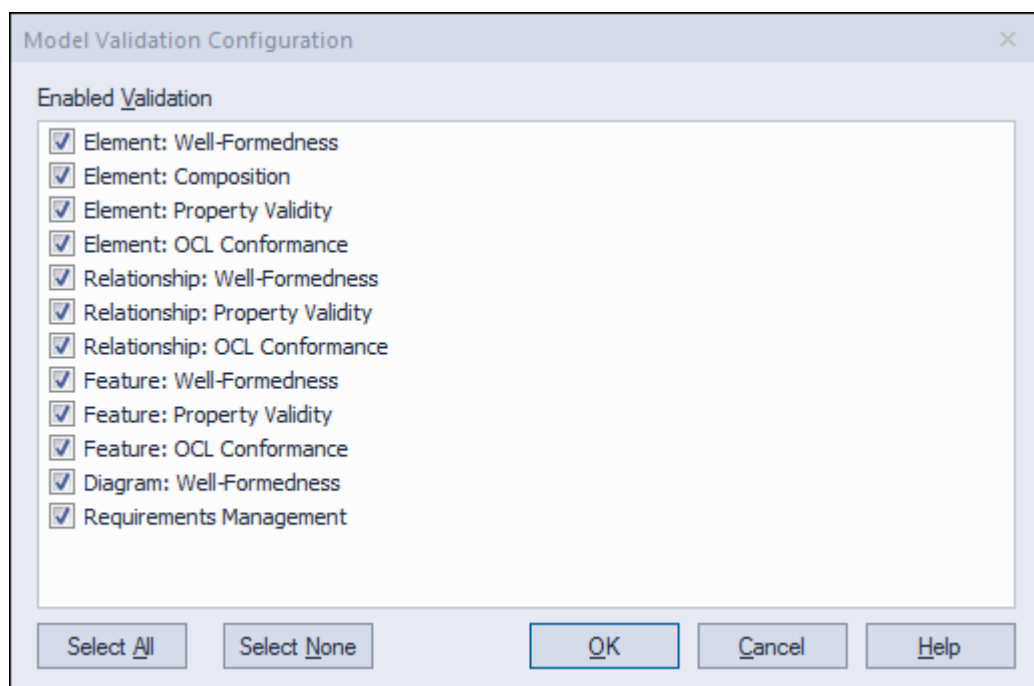 Model Validation Configuration
Enabled Validation
Element: Well-Formedness
Element: Composition
Element: Property Validity
Element: OCL Conformance
Relationship: Well-Formedness
Relationship: Property Validity
Relationship: OCL Conformance
Feature: Well-Formedness
Feature: Property Validity
Feature: OCL Conformance
Diagram: Well-Formedness
Requirements Management
Select All Select None OK Cancel Help